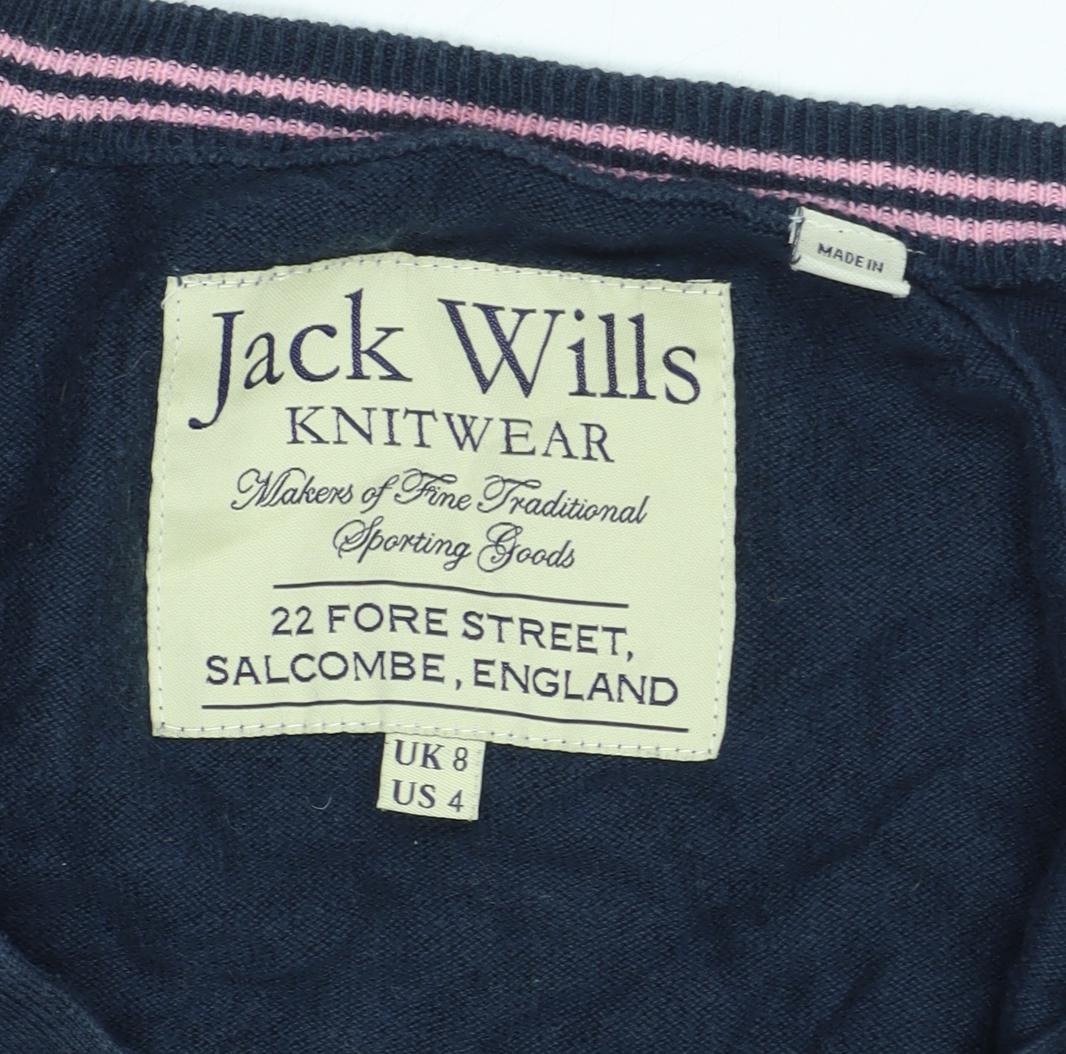 MADE IN
Jack Wills
KNITWEAR
Makers of Fine Traditional
Sporting Goods
22 FORE STREET,
SALCOMBE, ENGLAND
UK 8
US 4